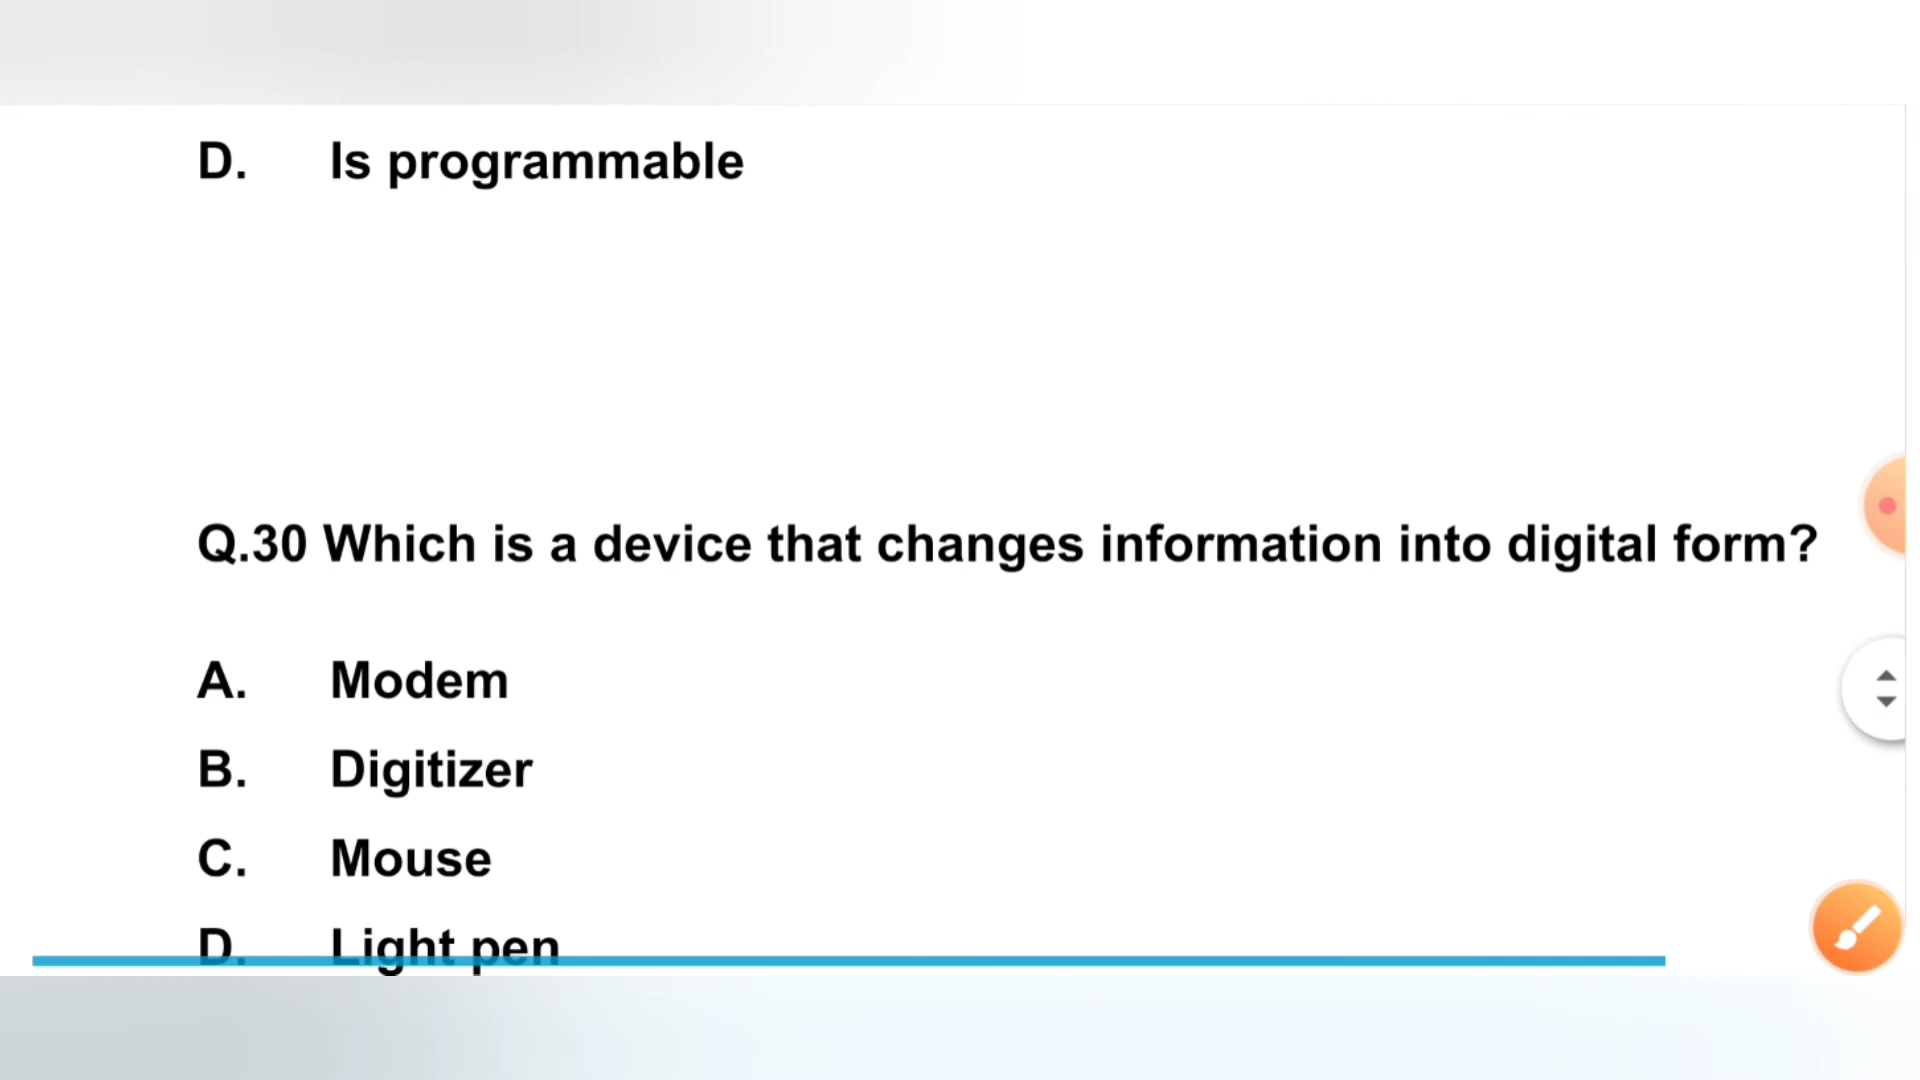 D. Is programmable
Q.30 Which is a device that changes information into digital form?
A. Modem
B. Digitizer
C. Mouse
D. Light pen